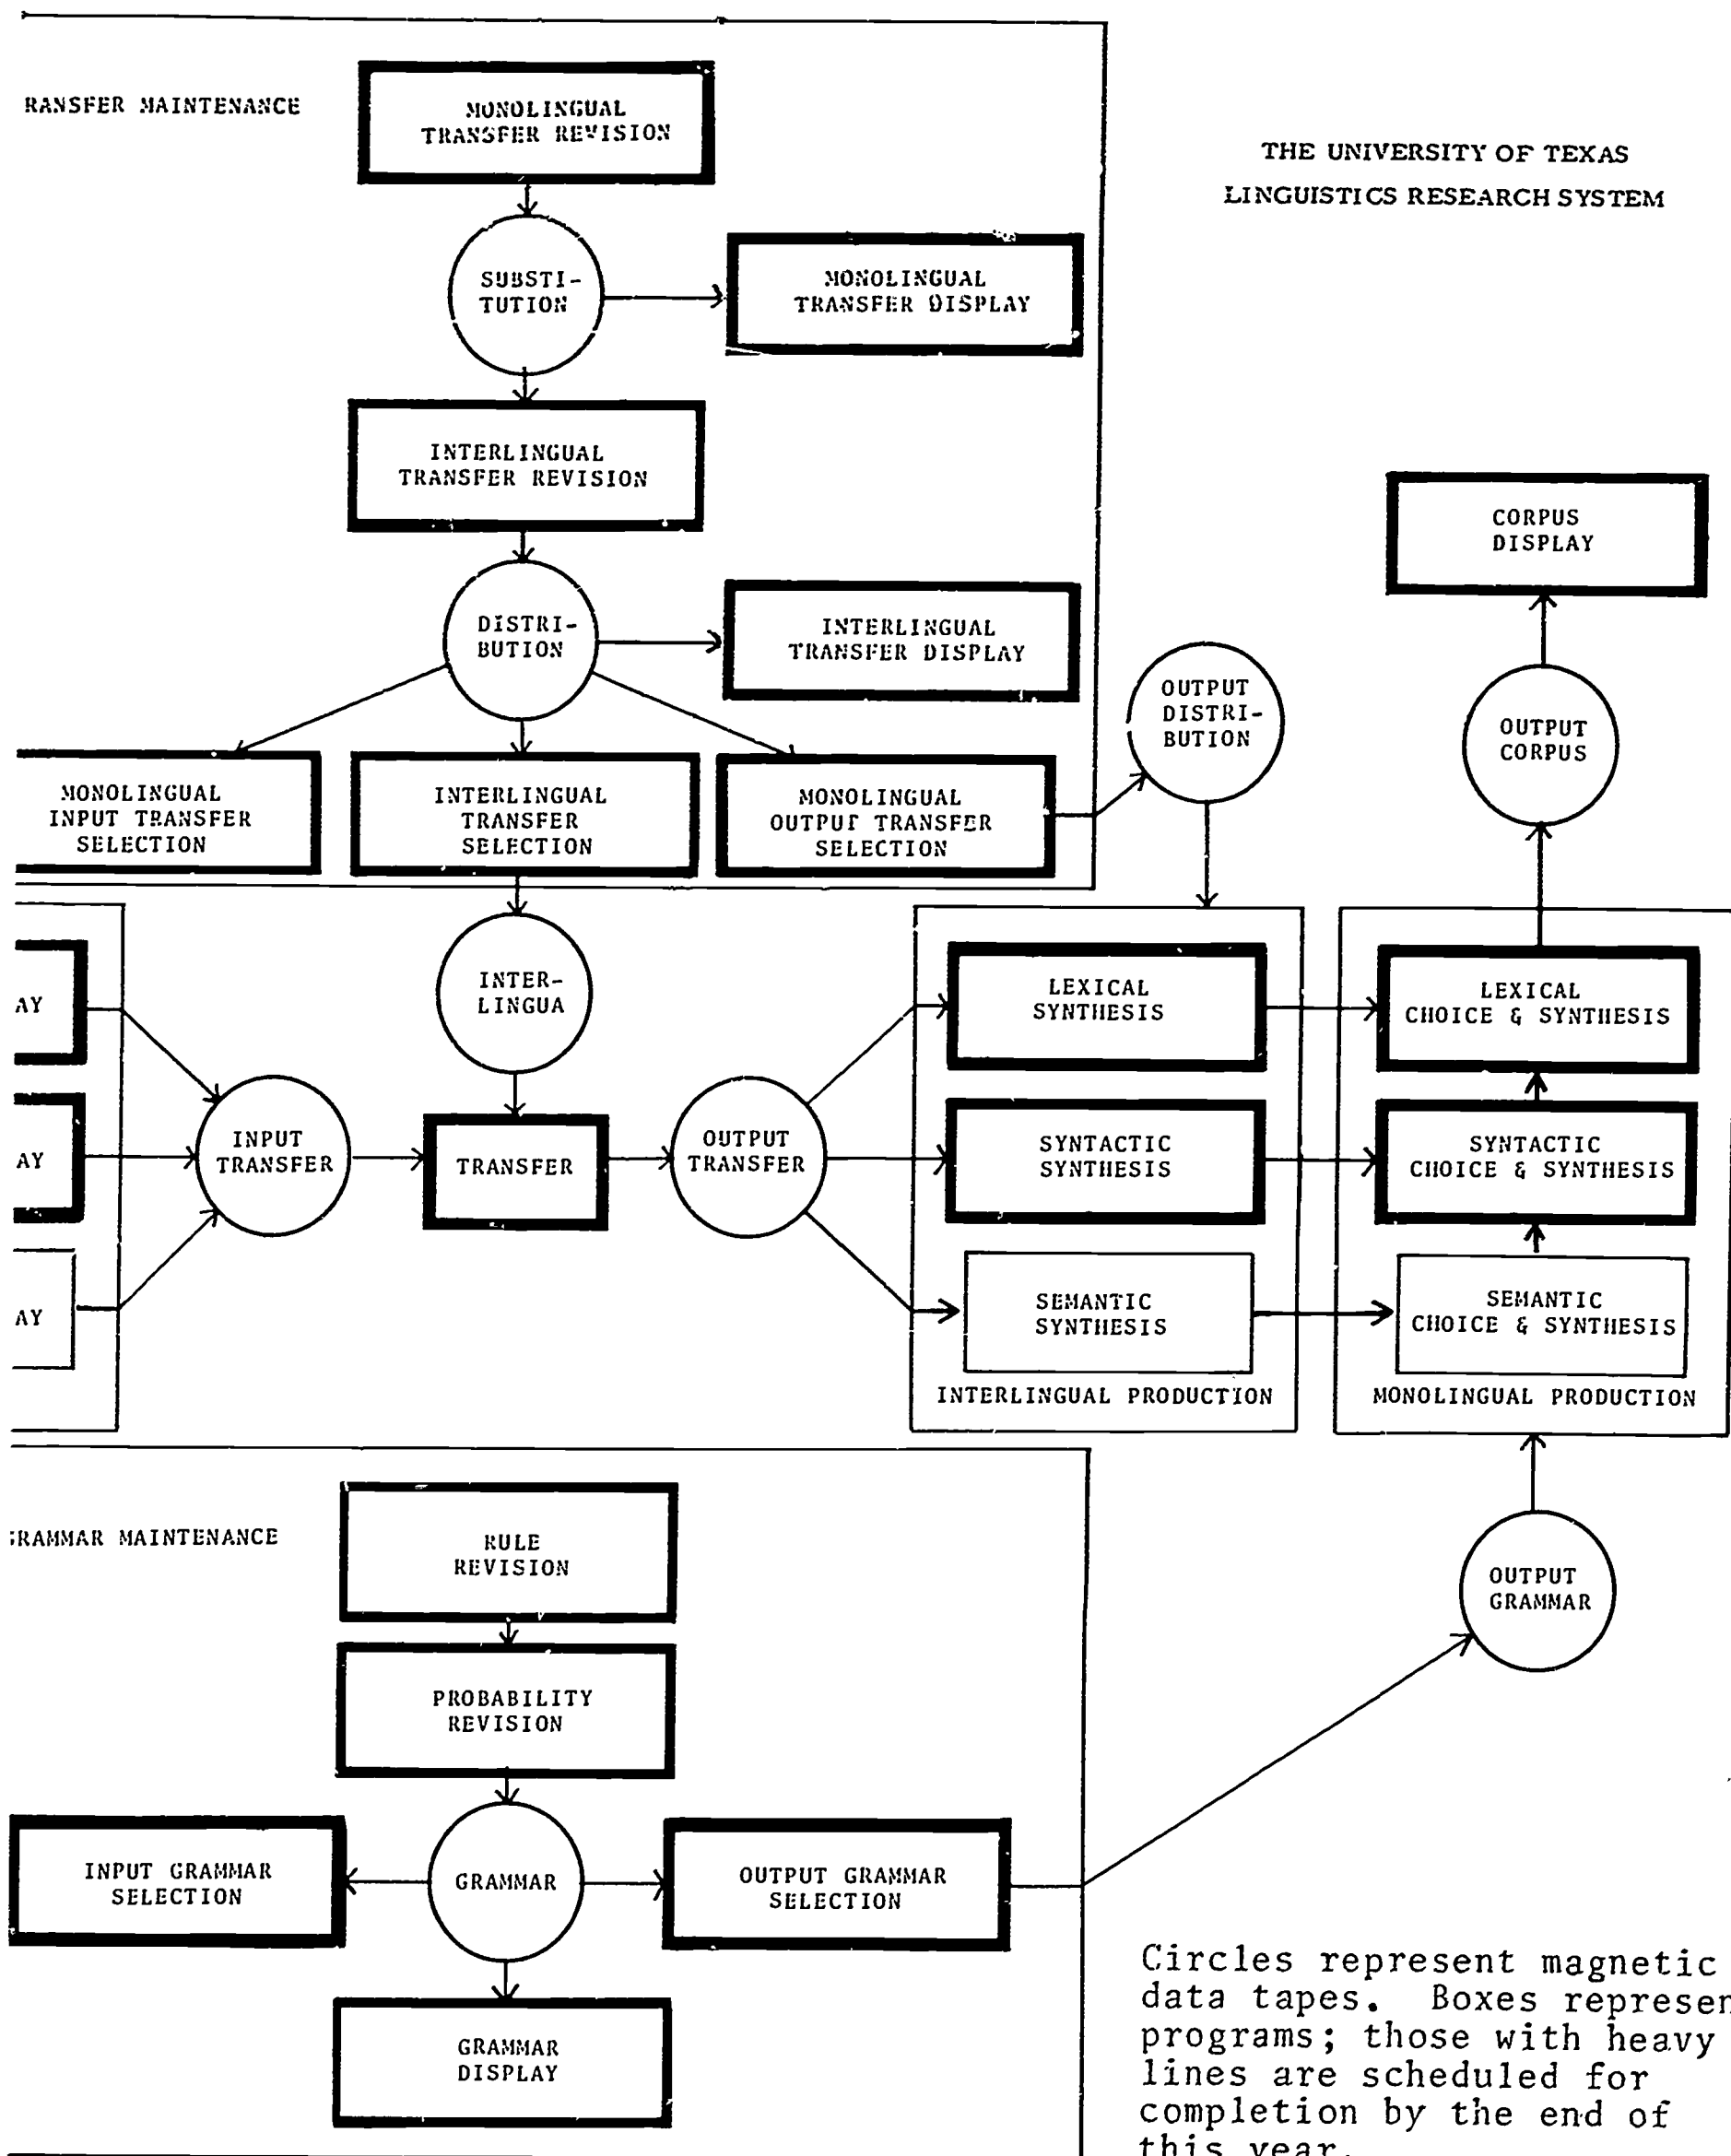 RANSFER MAINTENANCE
MONOLINGUAL
TRANSFER REVISION
THE UNIVERSITY OF TEXAS
LINGUISTICS RESEARCH SYSTEM
SUBSTI-
TUTION
MONOLINGUAL
TRANSFER DISPLAY
INTERLINGUAL
TRANSFER REVISION
CORPUS
DISPLAY
DISTRI-
BUTION
INTERLINGUAL
TRANSFER DISPLAY
OUTPUT
DISTRI-
BUTION
OUTPUT
CORPUS
MONOLINGUAL
INPUT TRANSFER
SELECTION
INTERLINGUAL
TRANSFER
SELECTION
MONOLINGUAL
OUTPUT TRANSFER
SELECTION
INTER-
LINGUA
LEXICAL
SYNTHESIS
LEXICAL
CHOICE & SYNTHESIS
AY
INPUT
TRANSFER
TRANSFER
OUTPUT
TRANSFER
SYNTACTIC
SYNTHESIS
SYNTACTIC
CHOICE & SYNTHESIS
AY
SEMANTIC
SYNTHESIS
SEMANTIC
CHOICE & SYNTHESIS
AY
INTERLINGUAL PRODUCTION
MONOLINGUAL PRODUCTION
RAMMAR MAINTENANCE
RULE
REVISION
OUTPUT
GRAMMAR
PROBABILITY
REVISION
INPUT GRAMMAR
SELECTION
GRAMMAR
OUTPUT GRAMMAR
SELECTION
GRAMMAR
DISPLAY
Circles represent magnetic
data tapes. Boxes represen
programs; those with heavy
lines are scheduled for
completion by the end of
this year.